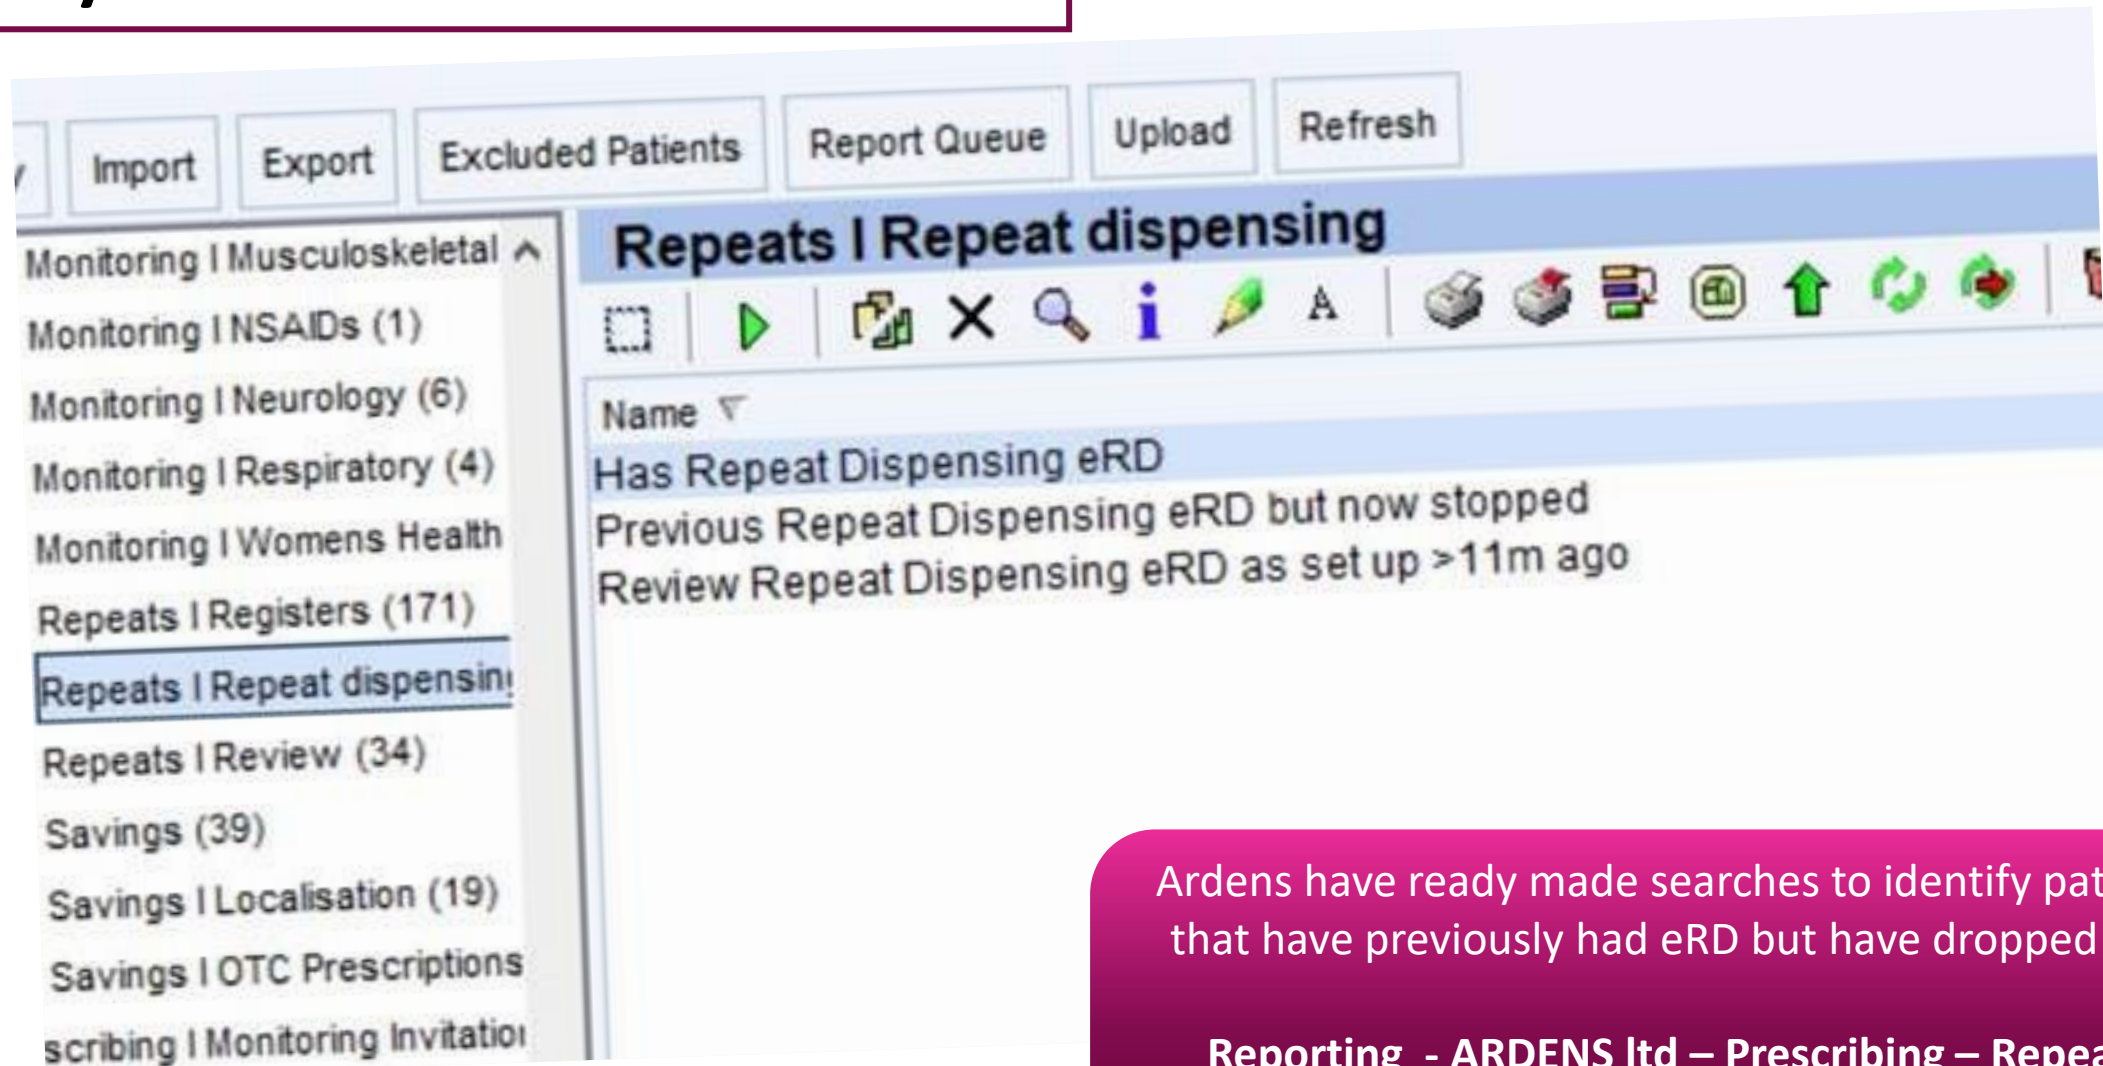 Import Export Excluded Patients Report Queue Upload Refresh
Monitoring I Musculoskeletal
Monitoring I NSAIDs (1)
Monitoring I Neurology (6)
Monitoring I Respiratory (4)
Monitoring I Womens Health
Repeats I Registers (171)
Repeats I Repeat dispensin
Repeats I Review (34)
Savings (39)
Savings I Localisation (19)
Savings I OTC Prescriptions
scribing I Monitoring Invitation
Repeats I Repeat dispensing
A
Name
Has Repeat Dispensing eRD
Previous Repeat Dispensing eRD but now stopped
Review Repeat Dispensing eRD as set up >11m ago
Ardens have ready made searches to identify pat
that have previously had eRD but have dropped
Reporting - ARDENS ltd – Prescribing – Repea